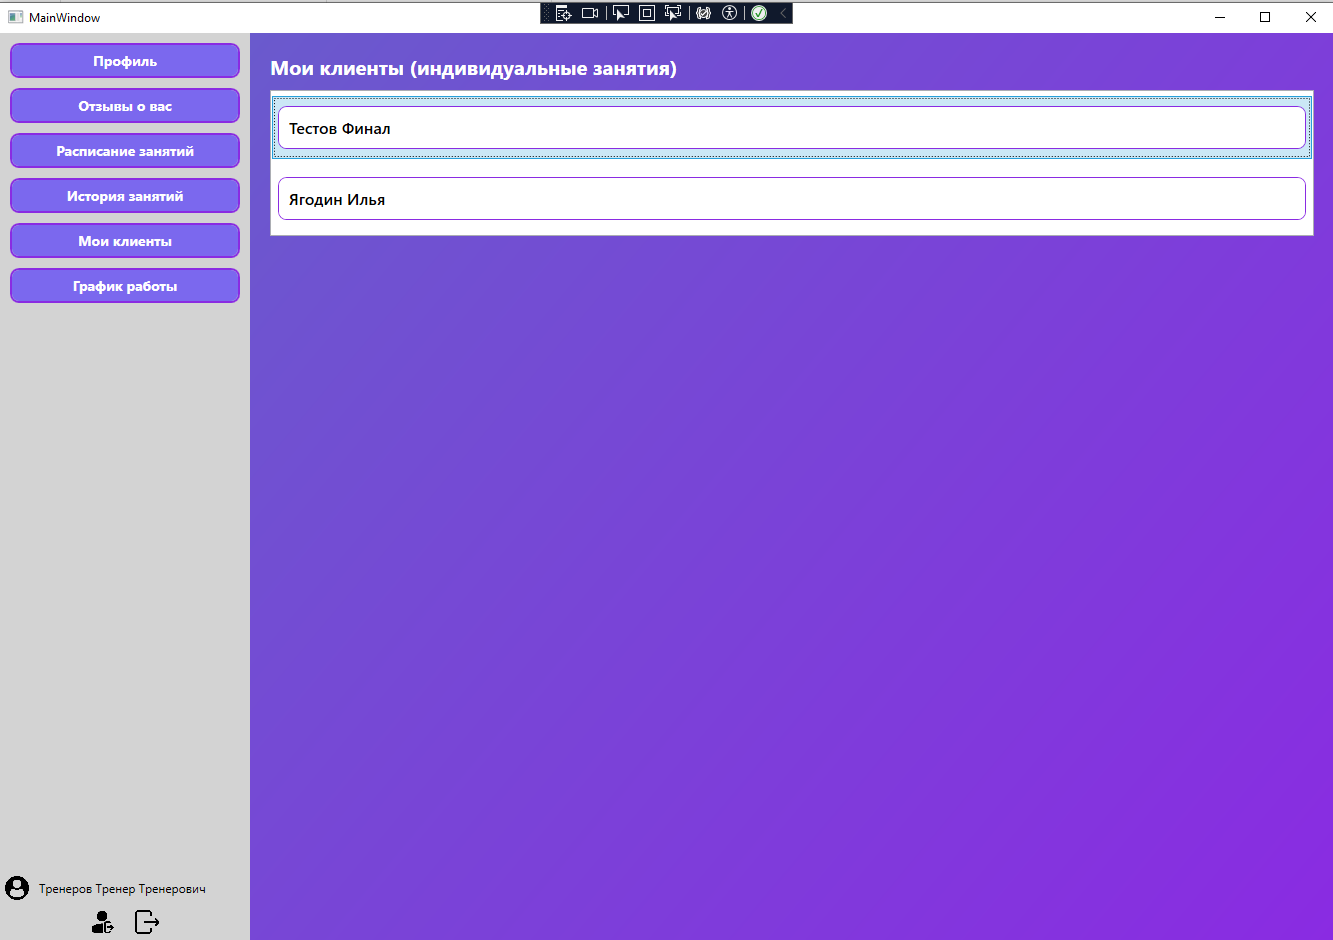 MainWindow
Профиль
Отзывы о вас
Расписание занятий
История занятий
Мои клиенты
График работы
Тренеров Тренер Тренерович
Мои клиенты (индивидуальные занятия)
Тестов Финал
Ягодин Илья